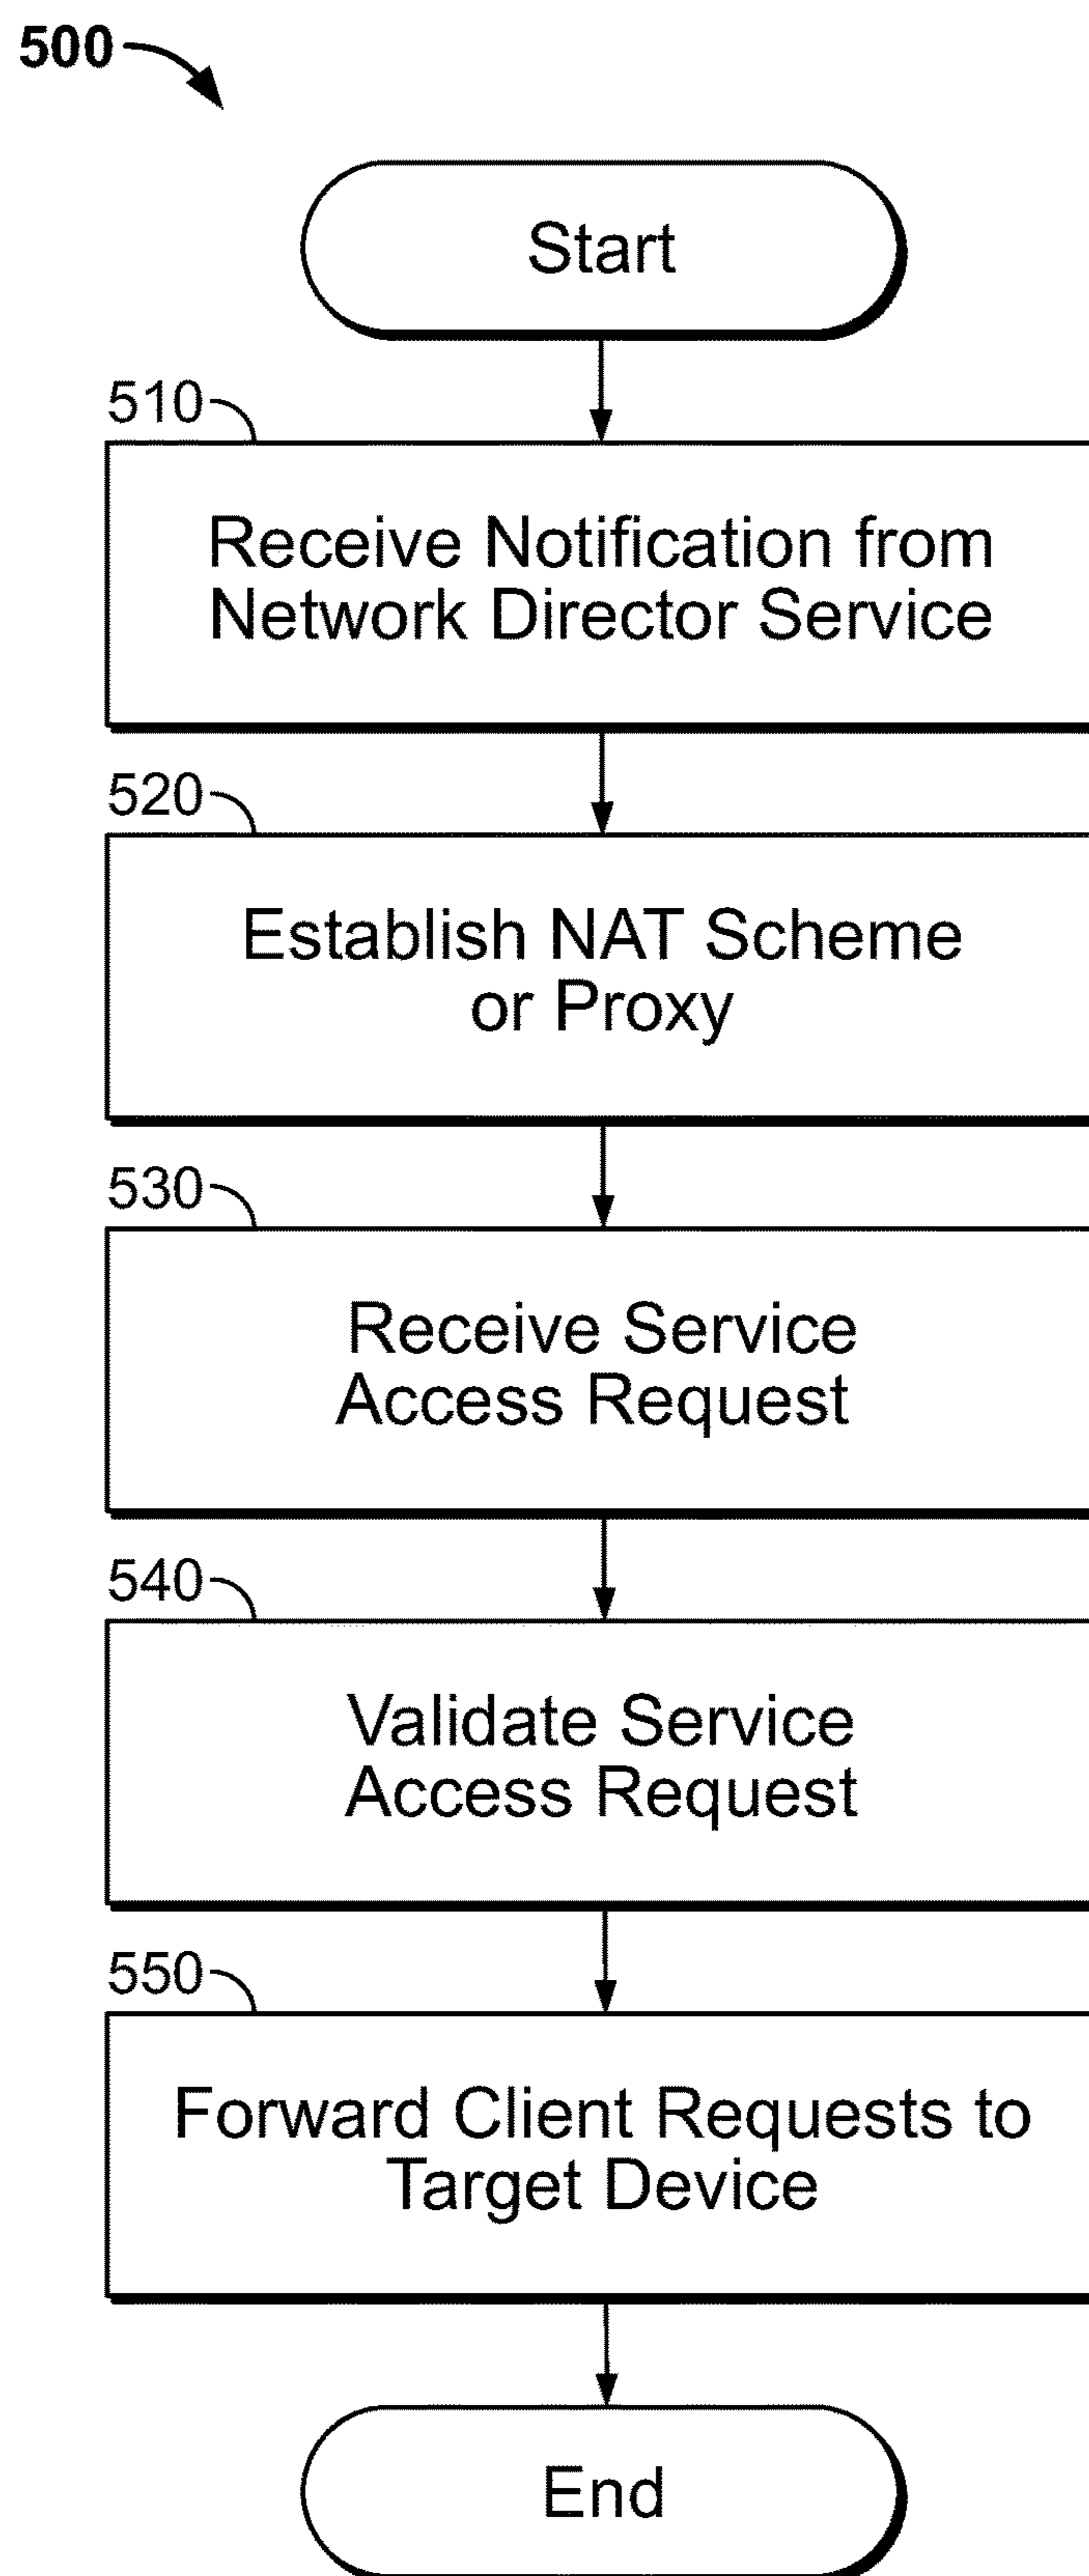 500
Start
510
Receive Notification from
Network Director Service
520
Establish NAT Scheme
or Proxy
530
Receive Service
Access Request
540
Validate Service
Access Request
550
Forward Client Requests to
Target Device
End